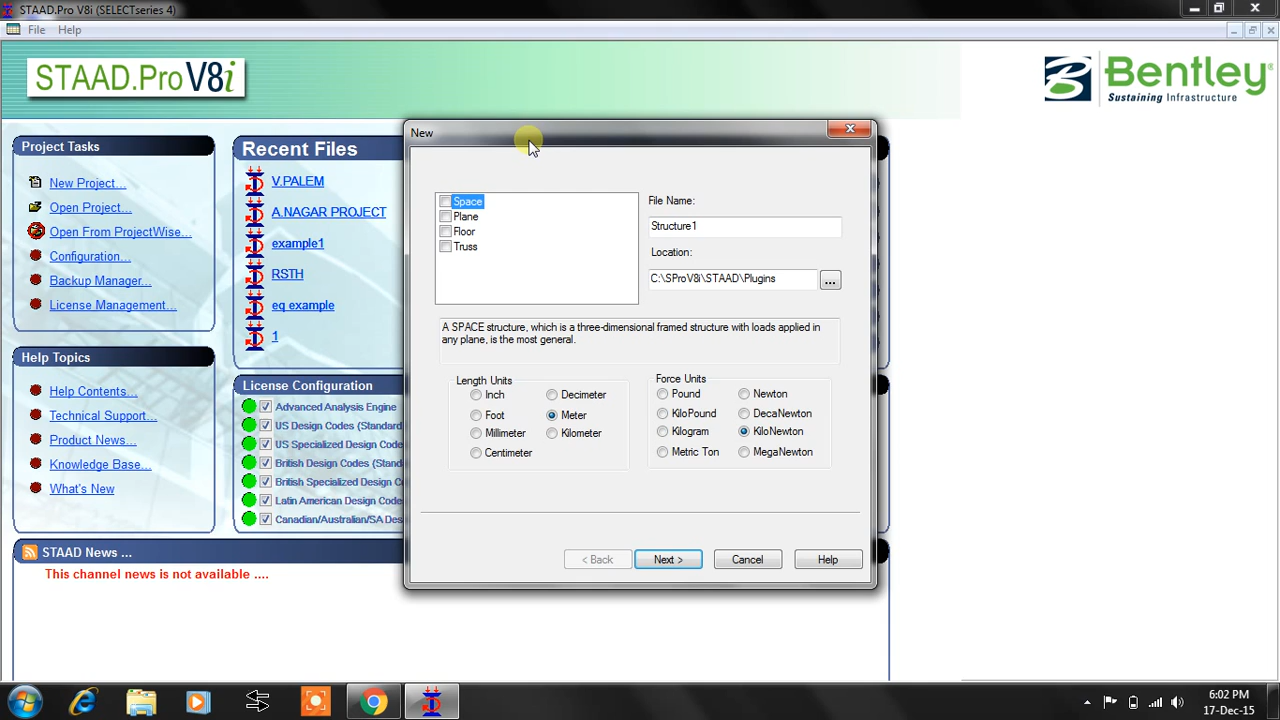 STAAD.Pro V8i (SELECTseries 4)
File Help
STAAD.Pro V8i
Bentley®
Sustaining Infrastructure
Project Tasks
New Project...
Open Project...
Open From ProjectWise...
Configuration...
Backup Manager...
License Management...
Help Topics
Help Contents...
Technical Support...
Product News...
Knowledge Base...
What's New
Recent Files
V.PALEM
A.NAGAR PROJECT
example1
RSTH
eq example
1
License Configuration
Advanced Analysis Engine
US Design Codes (Standard
US Specialized Design Code
British Design Codes (Stand
British Specialized Design C
Latin American Design Code
Canadian/Australian/SA Des
New
Space
Plane
Floor
Truss
File Name:
Structure1
Location:
C:\SProV8i\STAAD\Plugins
...
A SPACE structure, which is a three-dimensional framed structure with loads applied in
any plane, is the most general.
Length Units
Inch Decimeter
Foot Meter
Millimeter Kilometer
Centimeter
Force Units
Pound Newton
KiloPound DecaNewton
Kilogram KiloNewton
Metric Ton MegaNewton
< Back Next > Cancel Help
STAAD News ...
This channel news is not available ....
6:02 PM
17-Dec-15